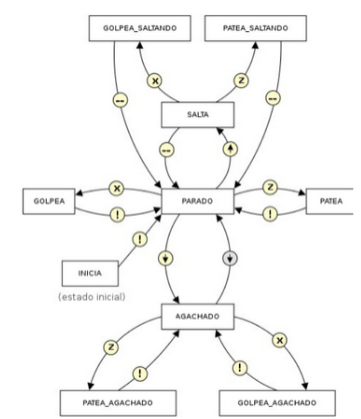 GOLPEA_SALTANDO
PATEA_SALTANDO
x
z
--
--
SALTA
--
GOLPEA
x
PARADO
z
PATEA
!
!
!
INICIA
(estado inicial)
AGACHADO
z
x
!
!
PATEA_AGACHADO
GOLPEA_AGACHADO